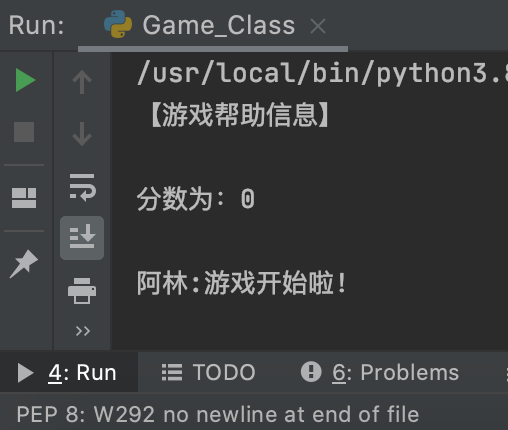 Run: Game_Class
/usr/local/bin/python3.8
【游戏帮助信息】
分数为: 0
阿林:游戏开始啦！
4: Run TODO 6: Problems
PEP 8: W292 no newline at end of file